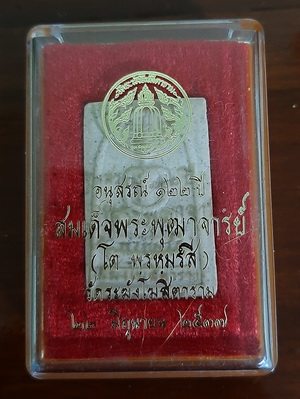 อนุสรณ์ ๑๒๒ ปี
สมเด็จพระพุฒาจารย์
(โต พรหมรังสี)
วัดระฆังโฆสิตาราม
๒๒ มิถุนายน ๒๕๓๗